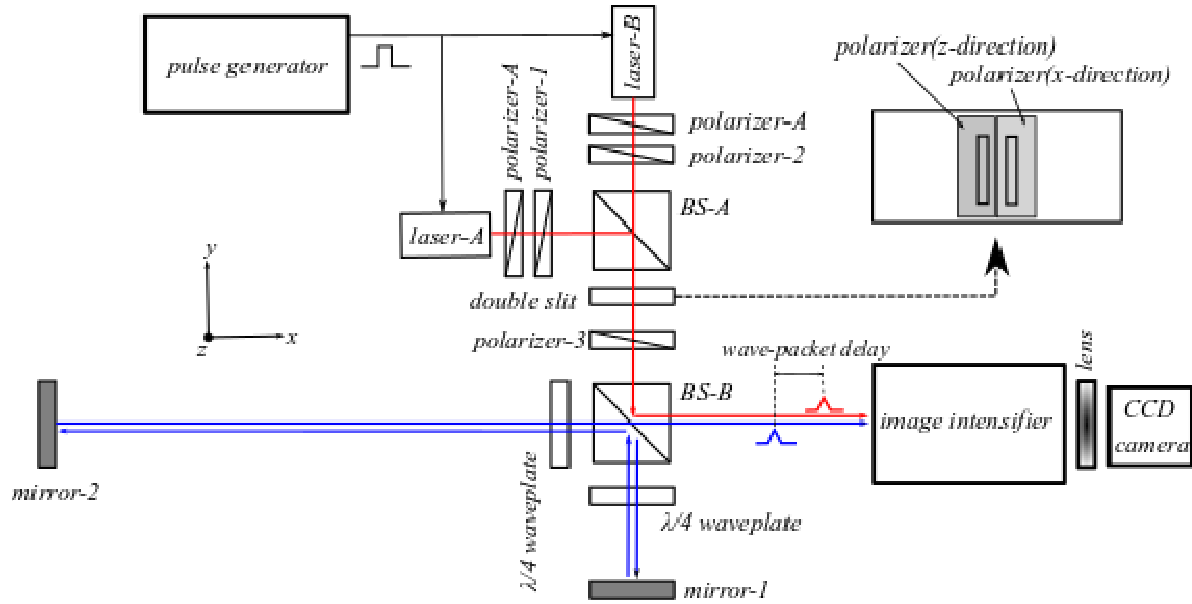 pulse generator
laser-B
polarizer-A
polarizer-2
polarizer-A
polarizer-1
laser-A
BS-A
polarizer(z-direction)
polarizer(x-direction)
y
x
z
double slit
polarizer-3
wave-packet delay
BS-B
lens
image intensifier
CCD
camera
mirror-2
λ/4 waveplate
λ/4 waveplate
mirror-1